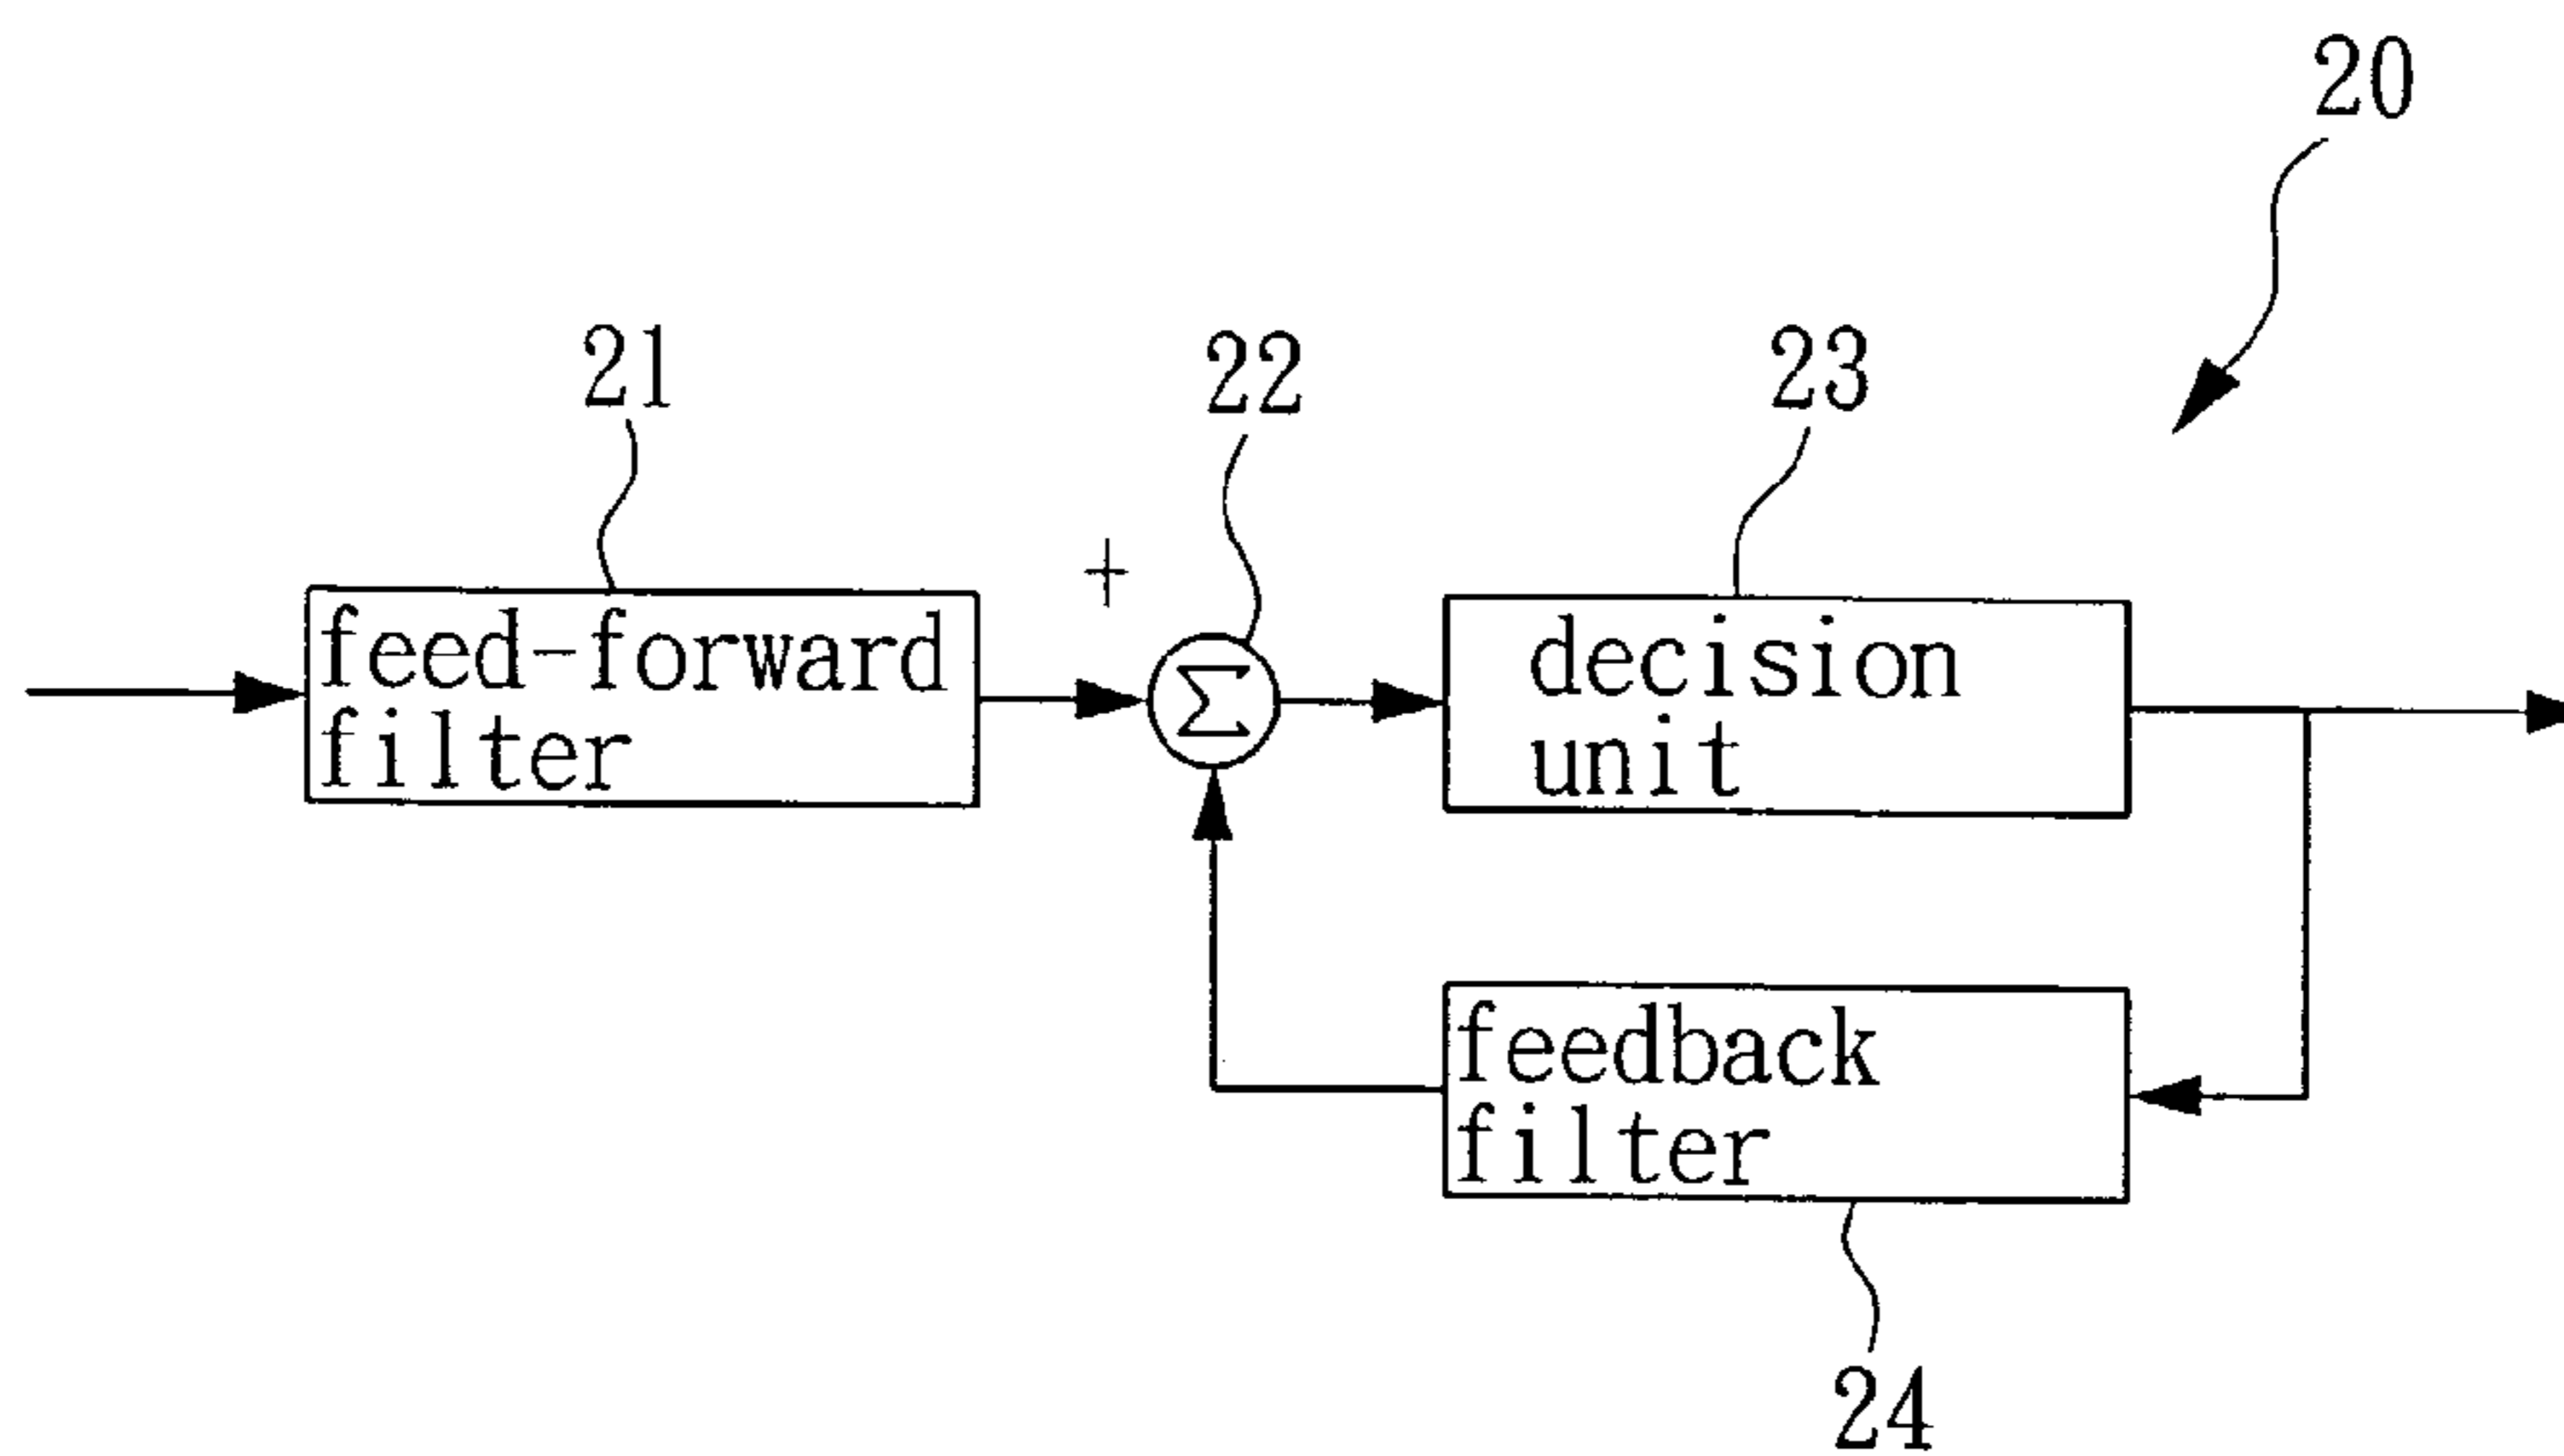 20
21
22
23
+
feed-forward
filter
Σ
decision
unit
feedback
filter
24